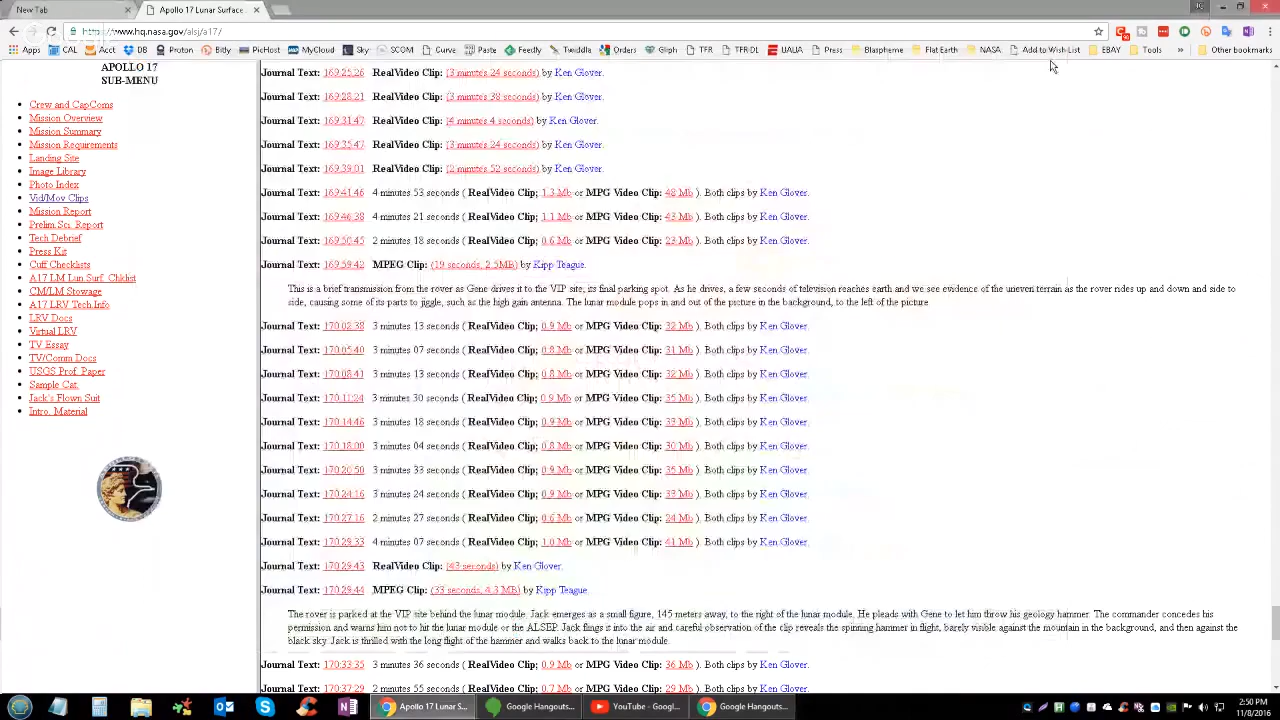 New Tab
Apollo 17 Lunar Surface
https://www.hq.nasa.gov/alsj/a17/
Apps CAL Acct DB Proton Bitly PicHost MyCloud Sky SCOM Curve Paste Feedly Twiddla Orders Gliph TFR TFRDL UALIA Press Blaspheme Flat Earth NASA Add to Wish List EBAY Tools » Other bookmarks
APOLLO 17
SUB-MENU
Crew and CapComs
Mission Overview
Mission Summary
Mission Requirements
Landing Site
Image Library
Photo Index
Vid/Mov Clips
Mission Report
Prelim.Sci. Report
Tech Debrief
Press Kit
Cuff Checklists
A17 LM Lun Surf. Chklist
CM/LM Stowage
A17 LRV Tech.Info
LRV Docs
Virtual LRV
TV Essay
TV/Comm Docs
USGS Prof. Paper
Sample Cat.
Jack's Flown Suit
Intro. Material
Journal Text: 169:25:26 RealVideo Clip: (3 minutes 24 seconds) by Ken Glover.
Journal Text: 169:28:21 RealVideo Clip: (3 minutes 38 seconds) by Ken Glover.
Journal Text: 169:31:47 RealVideo Clip: (4 minutes 4 seconds) by Ken Glover.
Journal Text: 169:35:47 RealVideo Clip: (3 minutes 24 seconds) by Ken Glover.
Journal Text: 169:39:01 RealVideo Clip: (2 minutes 52 seconds) by Ken Glover.
Journal Text: 169:41:46 4 minutes 53 seconds ( RealVideo Clip; 1.3 Mb or MPG Video Clip: 48 Mb ). Both clips by Ken Glover.
Journal Text: 169:46:38 4 minutes 21 seconds ( RealVideo Clip; 1.1 Mb or MPG Video Clip: 43 Mb ). Both clips by Ken Glover.
Journal Text: 169:50:45 2 minutes 18 seconds ( RealVideo Clip; 0.6 Mb or MPG Video Clip: 23 Mb ). Both clips by Ken Glover.
Journal Text: 169:59:42 MPEG Clip: (19 seconds, 2.5MB) by Kipp Teague.
This is a brief transmission from the rover as Gene drives it to the VIP site, its final parking spot. As he drives, a few seconds of television reaches earth and we see evidence of the uneven terrain as the rover rides up and down and side to
side, causing some of its parts to jiggle, such as the high gain antenna. The lunar module pops in and out of the picture in the background, to the left of the picture
Journal Text: 170:02:38 3 minutes 13 seconds ( RealVideo Clip; 0.9 Mb or MPG Video Clip: 32 Mb ). Both clips by Ken Glover.
Journal Text: 170:05:40 3 minutes 07 seconds ( RealVideo Clip; 0.8 Mb or MPG Video Clip: 31 Mb ). Both clips by Ken Glover.
Journal Text: 170:08:41 3 minutes 13 seconds ( RealVideo Clip; 0.8 Mb or MPG Video Clip: 32 Mb ). Both clips by Ken Glover.
Journal Text: 170:11:24 3 minutes 30 seconds ( RealVideo Clip; 0.9 Mb or MPG Video Clip: 35 Mb ). Both clips by Ken Glover.
Journal Text: 170:14:46 3 minutes 18 seconds ( RealVideo Clip; 0.9 Mb or MPG Video Clip: 33 Mb ). Both clips by Ken Glover.
Journal Text: 170:18:00 3 minutes 04 seconds ( RealVideo Clip; 0.8 Mb or MPG Video Clip: 30 Mb ). Both clips by Ken Glover.
Journal Text: 170:20:50 3 minutes 33 seconds ( RealVideo Clip; 0.9 Mb or MPG Video Clip: 35 Mb ). Both clips by Ken Glover.
Journal Text: 170:24:16 3 minutes 24 seconds ( RealVideo Clip; 0.9 Mb or MPG Video Clip: 33 Mb ). Both clips by Ken Glover.
Journal Text: 170:27:16 2 minutes 27 seconds ( RealVideo Clip; 0.6 Mb or MPG Video Clip: 24 Mb ). Both clips by Ken Glover.
Journal Text: 170:29:33 4 minutes 07 seconds ( RealVideo Clip; 1.0 Mb or MPG Video Clip: 41 Mb ). Both clips by Ken Glover.
Journal Text: 170:29:43 RealVideo Clip: (43 seconds) by Ken Glover.
Journal Text: 170:29:44 MPEG Clip: (33 seconds, 4.3 MB) by Kipp Teague.
The rover is parked at the VIP site behind the lunar module. Jack emerges as a small figure, 145 meters away, to the right of the lunar module. He pleads with Gene to let him throw his geology hammer. The commander concedes his
permission and warns him not to hit the lunar module or the ALSEP. Jack flings it into the air and careful observation of the clip reveals the spinning hammer in flight, barely visible against the mountain in the background, and then against the
black sky. Jack is thrilled with the long flight of the hammer and walks back to the lunar module.
Journal Text: 170:33:35 3 minutes 36 seconds ( RealVideo Clip; 0.9 Mb or MPG Video Clip: 36 Mb ). Both clips by Ken Glover.
Journal Text: 170:37:29 2 minutes 55 seconds ( RealVideo Clip; 0.7 Mb or MPG Video Clip: 29 Mb ). Both clips by Ken Glover.
Apollo 17 Lunar S... Google Hangouts... YouTube - Googl... Google Hangouts...
2:50 PM
11/8/2016